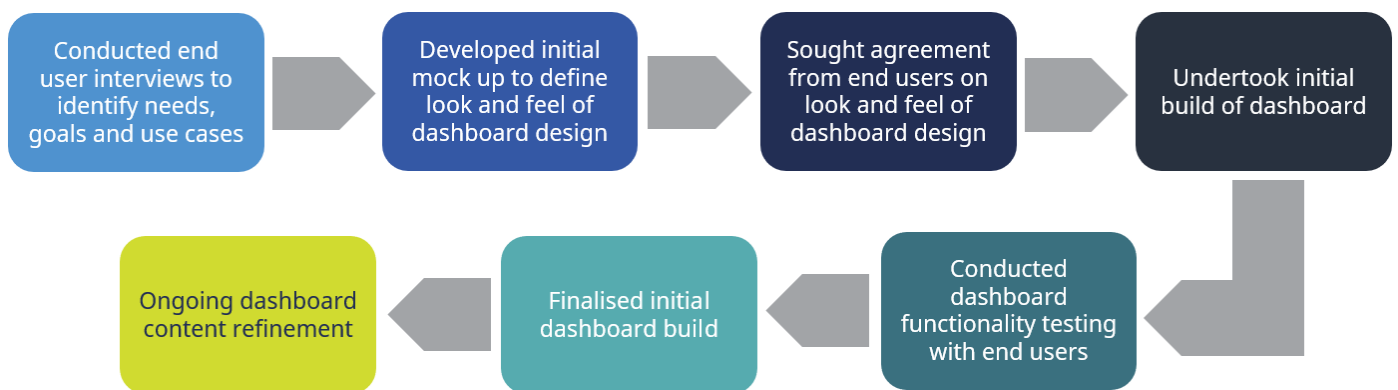 Conducted end
user interviews to
identify needs,
goals and use cases
Developed initial
mock up to define
look and feel of
dashboard design
Sought agreement
from end users on
look and feel of
dashboard design
Undertook initial
build of dashboard
Conducted
dashboard
functionality testing
with end users
Finalised initial
dashboard build
Ongoing dashboard
content refinement